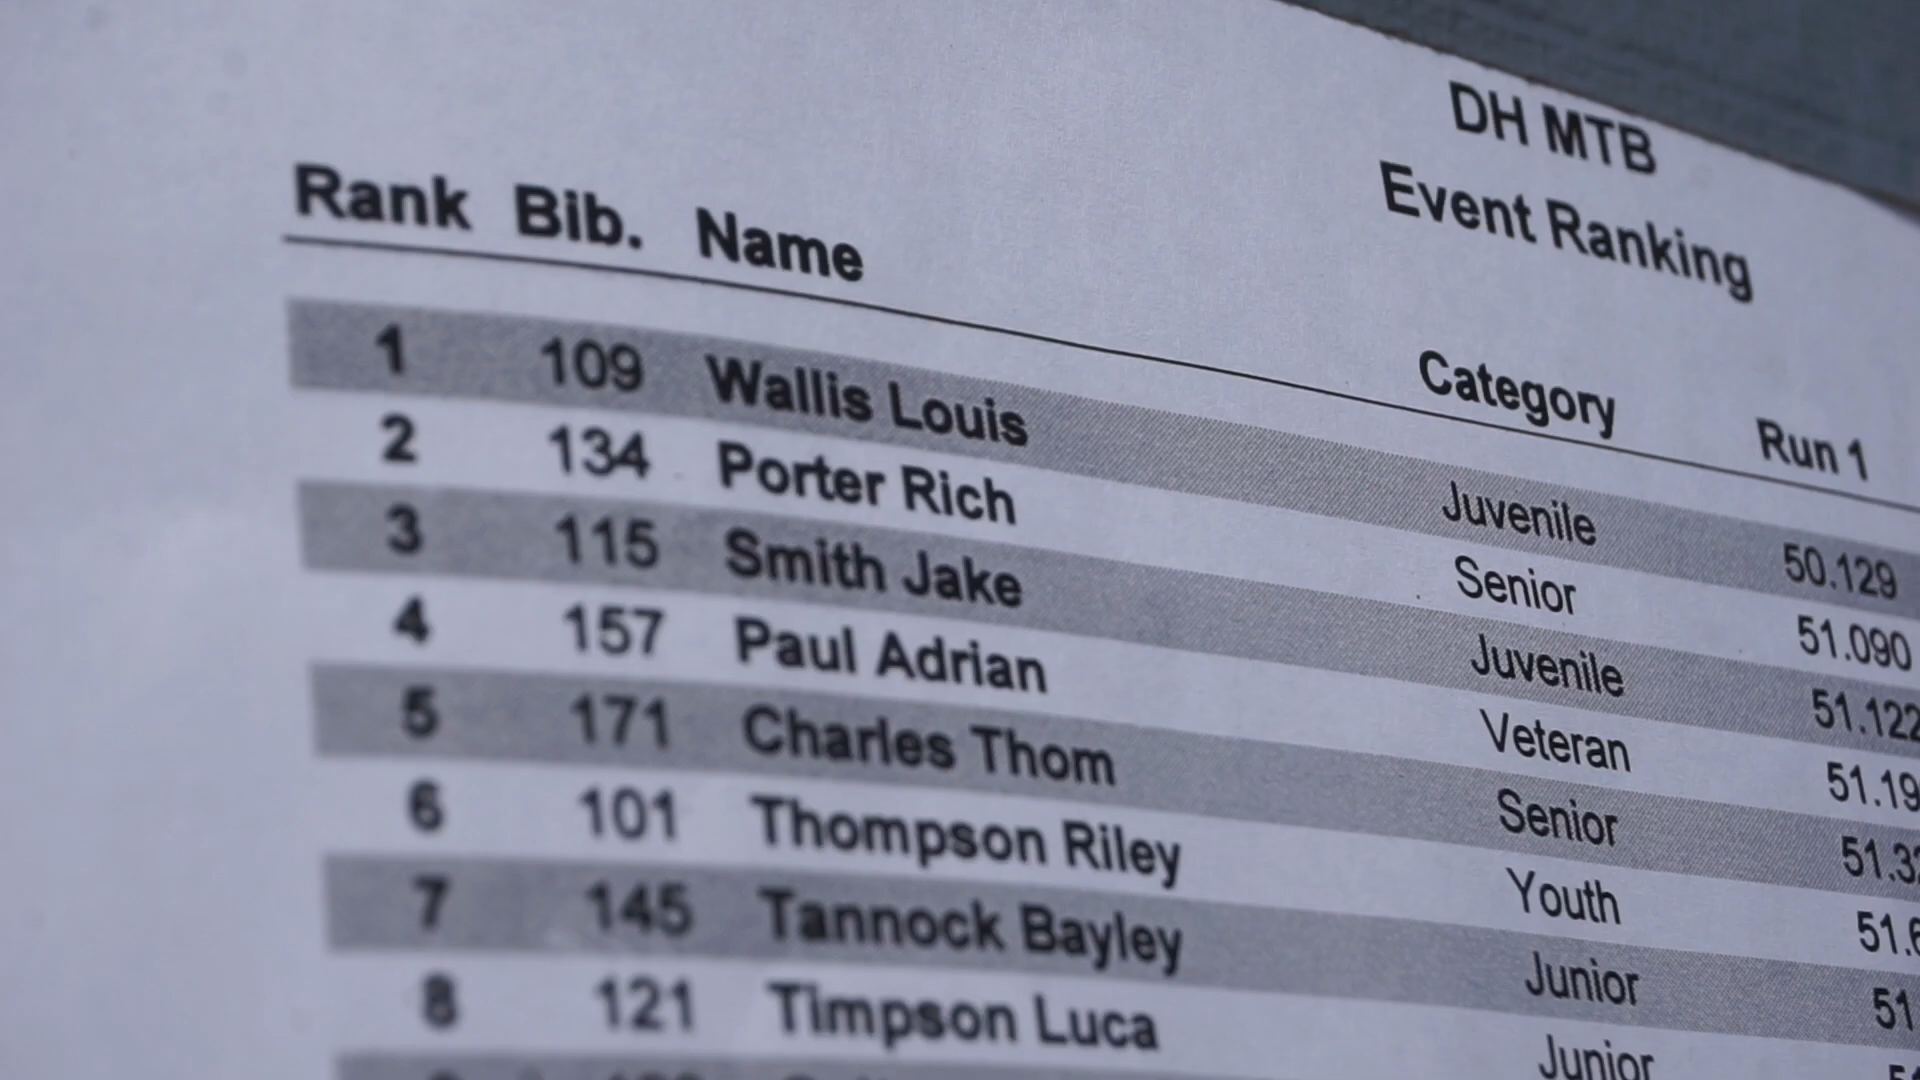 DH MTB
Event Ranking
Rank Bib. Name Category Run 1
1 109 Wallis Louis Juvenile 50.129
2 134 Porter Rich Senior 51.090
3 115 Smith Jake Juvenile 51.122
4 157 Paul Adrian Veteran 51.19
5 171 Charles Thom Senior 51.3
6 101 Thompson Riley Youth 51.6
7 145 Tannock Bayley Junior 51
8 121 Timpson Luca Junior